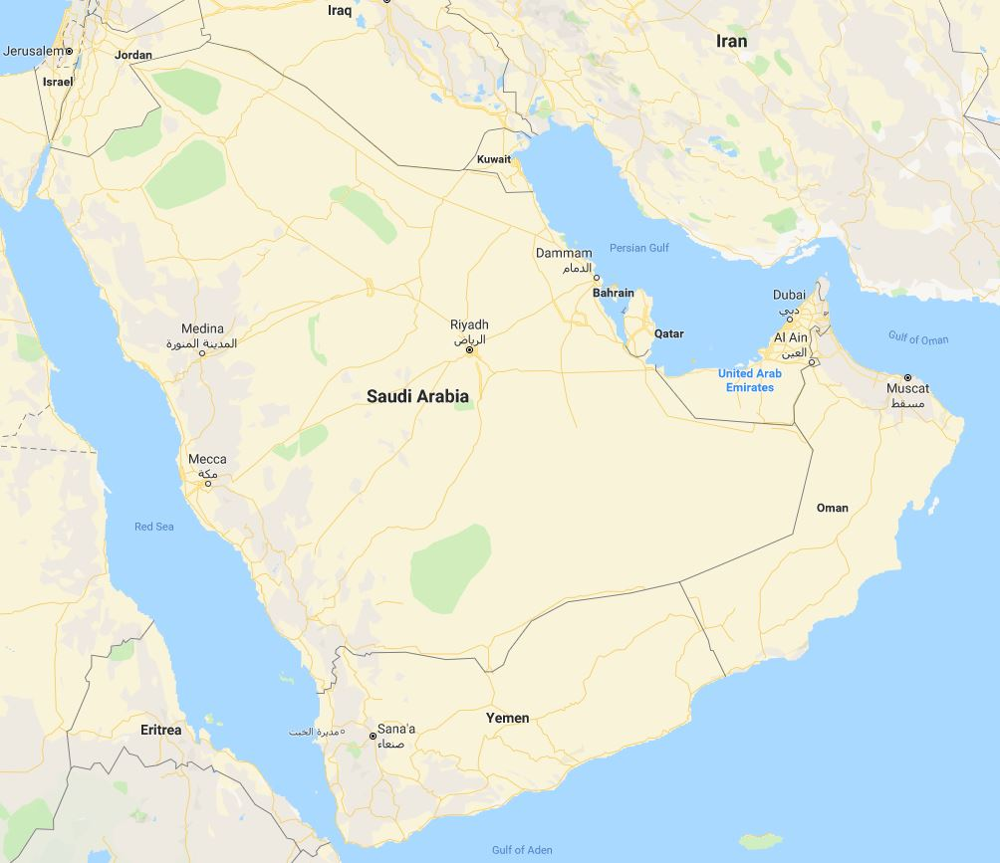 Iraq
Iran
Jerusalem
Jordan
Israel
Kuwait
Persian Gulf
Dammam
الدمام
Bahrain
Dubai
دبي
Medina
المدينة المنورة
Riyadh
الرياض
Qatar
Al Ain
العين
Gulf of Oman
United Arab
Emirates
Muscat
مسقط
Saudi Arabia
Mecca
مكة
Oman
Red Sea
Yemen
Eritrea
Sana'a
صنعاء
مديرية الخبت
Gulf of Aden